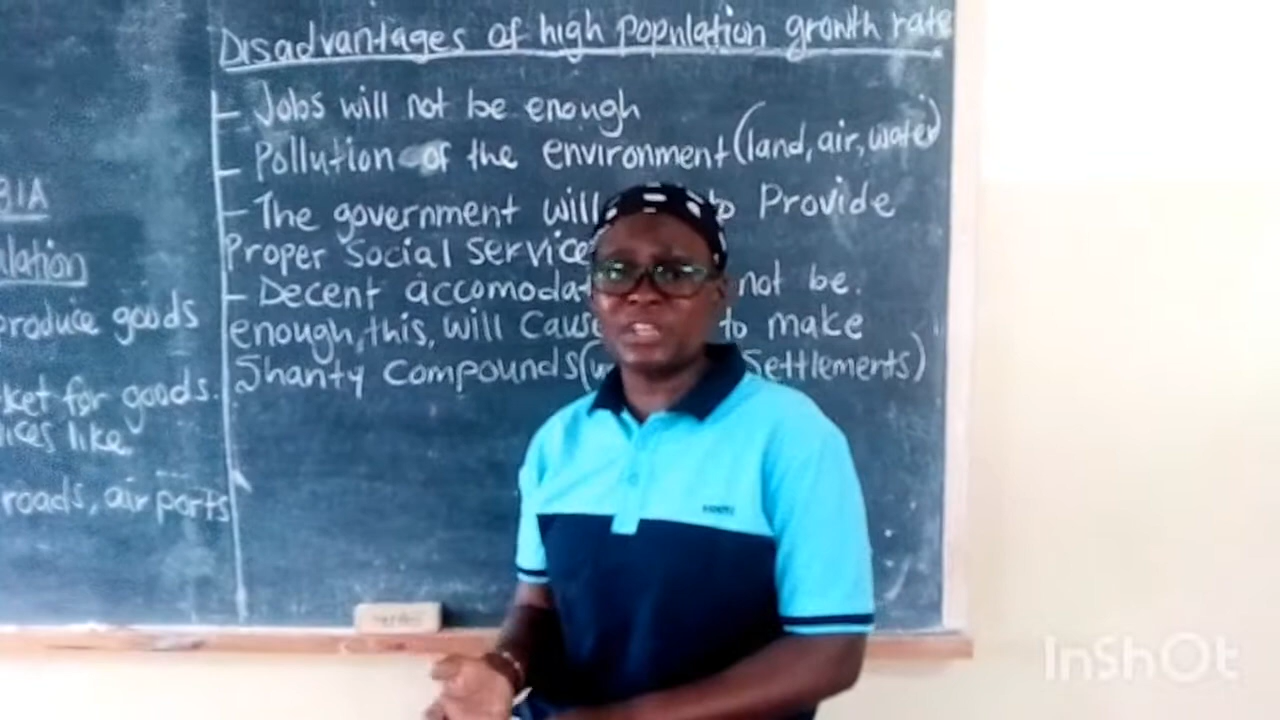 BIA
lation
produce goods
ket for goods.
ices like
roads, air ports
Disadvantages of high population growth rate
- Jobs will not be enough
- Pollution of the environment (land, air, water)
- The government will to Provide
Proper Social Service
- Decent accomodat not be.
enough, this, will Cause to make
Shanty compounds ( Settlements)
InShOt